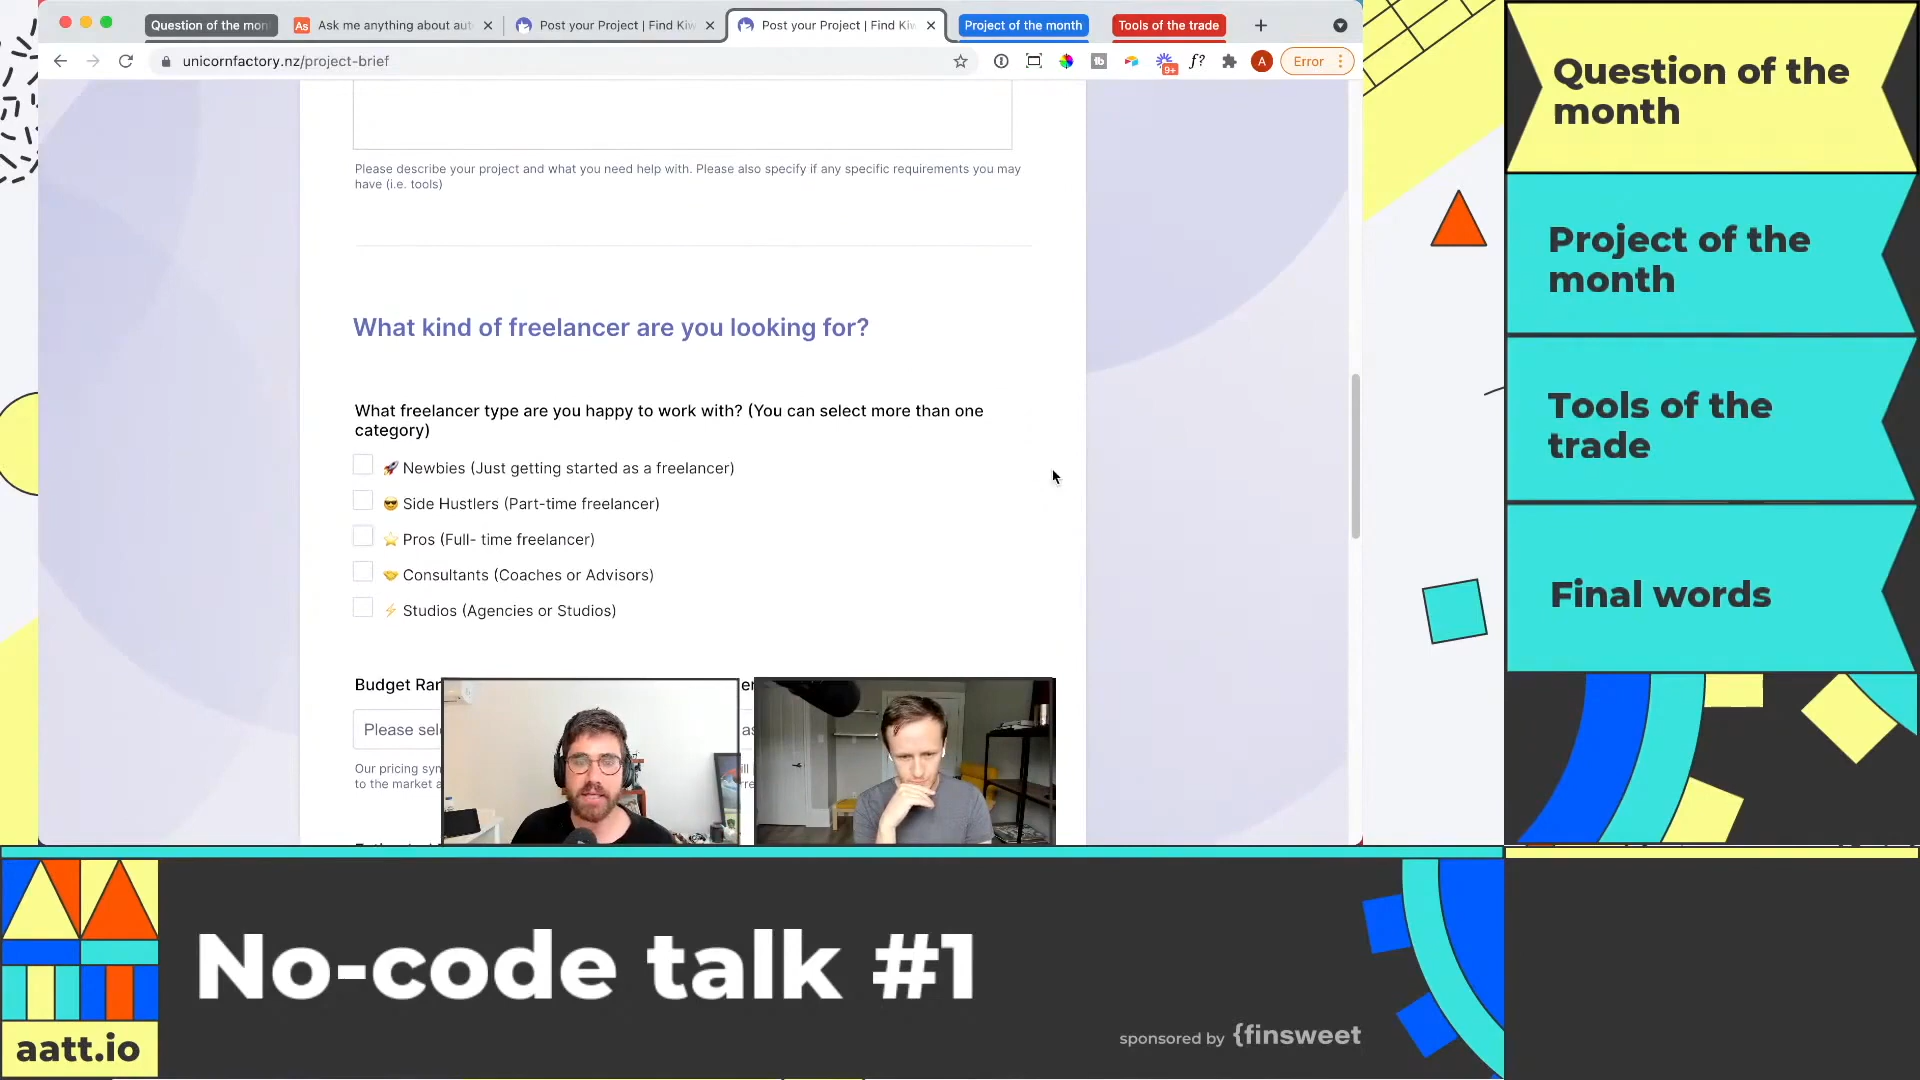 Question of the mon
Ask me anything about aut
Post your Project | Find Kiw
Post your Project | Find Kiw
Project of the month
Tools of the trade
unicornfactory.nz/project-brief
9+
A
Error
Please describe your project and what you need help with. Please also specify if any specific requirements you may
have (i.e. tools)
What kind of freelancer are you looking for?
What freelancer type are you happy to work with? (You can select more than one
category)
🚀 Newbies (Just getting started as a freelancer)
😎 Side Hustlers (Part-time freelancer)
⭐ Pros (Full- time freelancer)
🤝 Consultants (Coaches or Advisors)
⚡ Studios (Agencies or Studios)
Budget Ran
Please sele
Our pricing syn
to the market a
Question of the
month
Project of the
month
Tools of the
trade
Final words
No-code talk #1
aatt.io
sponsored by {finsweet